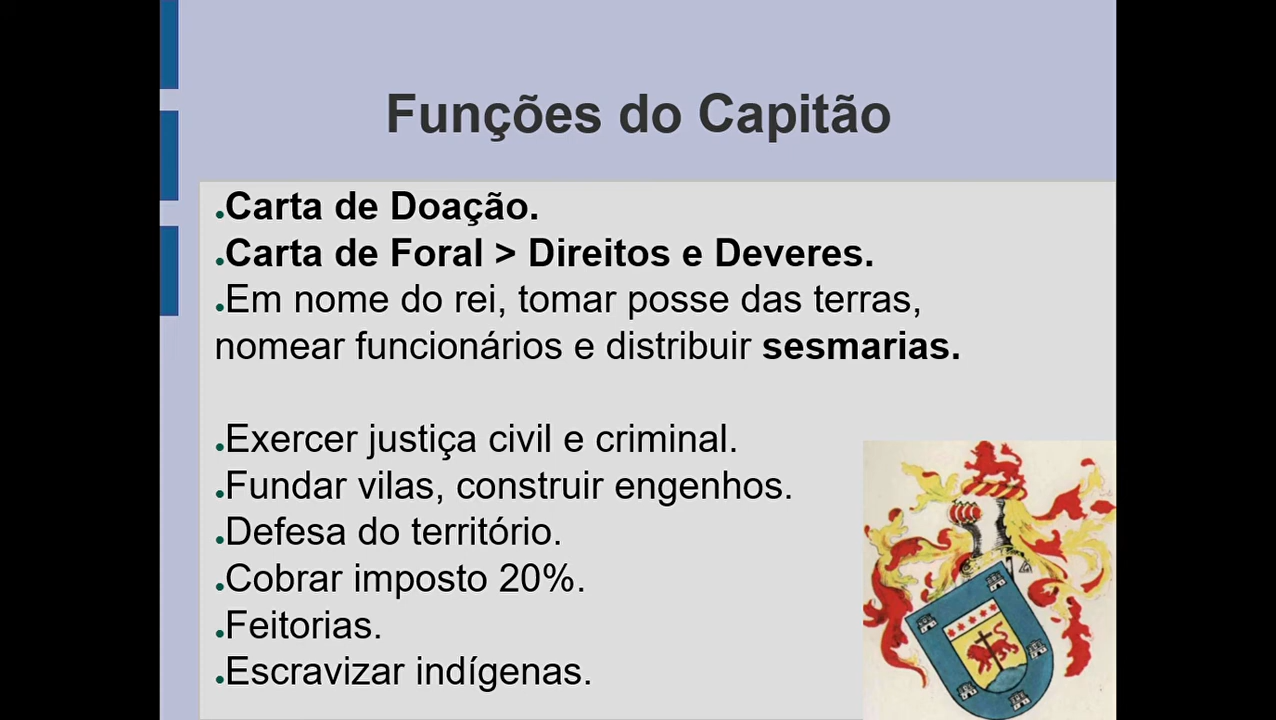 Funções do Capitão
●Carta de Doação.
●Carta de Foral > Direitos e Deveres.
●Em nome do rei, tomar posse das terras,
nomear funcionários e distribuir sesmarias.
●Exercer justiça civil e criminal.
●Fundar vilas, construir engenhos.
●Defesa do território.
●Cobrar imposto 20%.
●Feitorias.
●Escravizar indígenas.